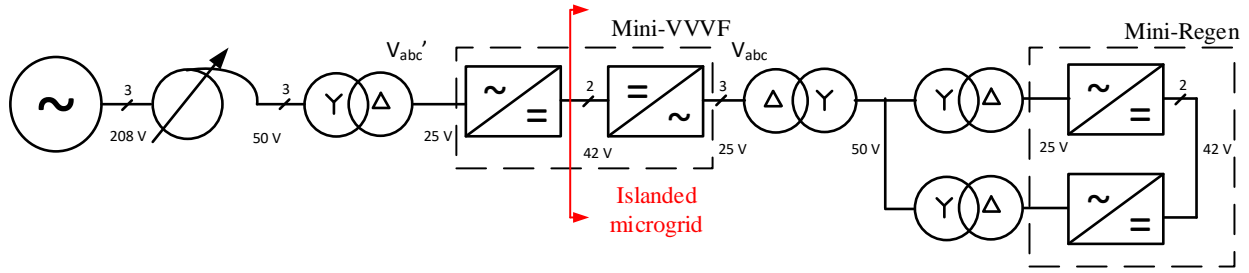 Mini-VVVF
Mini-Regen
Vabc'
Vabc
~
3
3
Y Δ
~
=
2
=
~
3
Δ Y
Y Δ
~
=
2
208 V
50 V
25 V
42 V
25 V
50 V
25 V
42 V
Islanded
microgrid
Y Δ
~
=